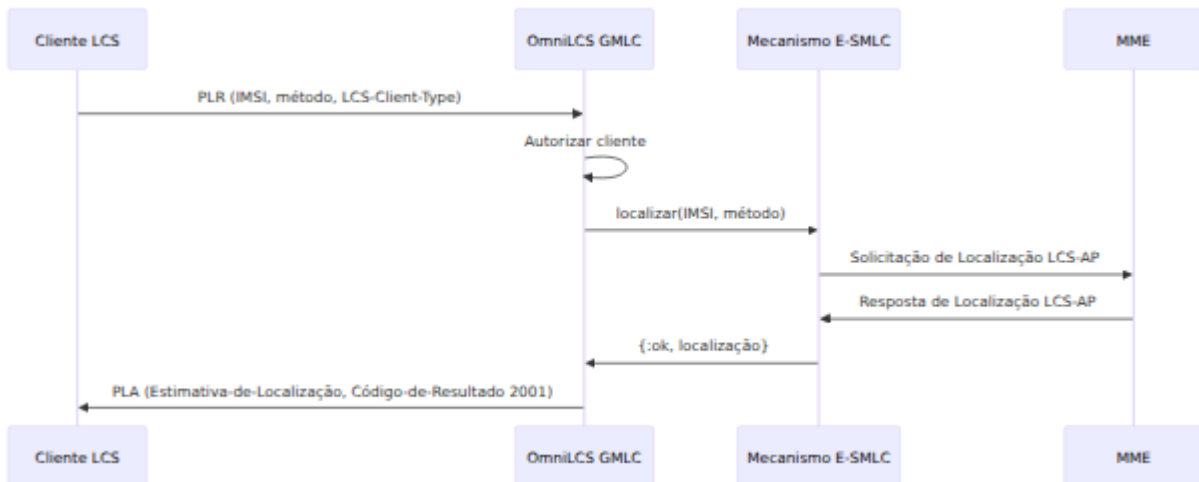 Cliente LCS
OmniLCS GMLC
Mecanismo E-SMLC
MME
PLR (IMSI, método, LCS-Client-Type)
Autorizar cliente
localizar(IMSI, método)
Solicitação de Localização LCS-AP
Resposta de Localização LCS-AP
{:ok, localização}
PLA (Estimativa-de-Localização, Código-de-Resultado 2001)
Cliente LCS
OmniLCS GMLC
Mecanismo E-SMLC
MME